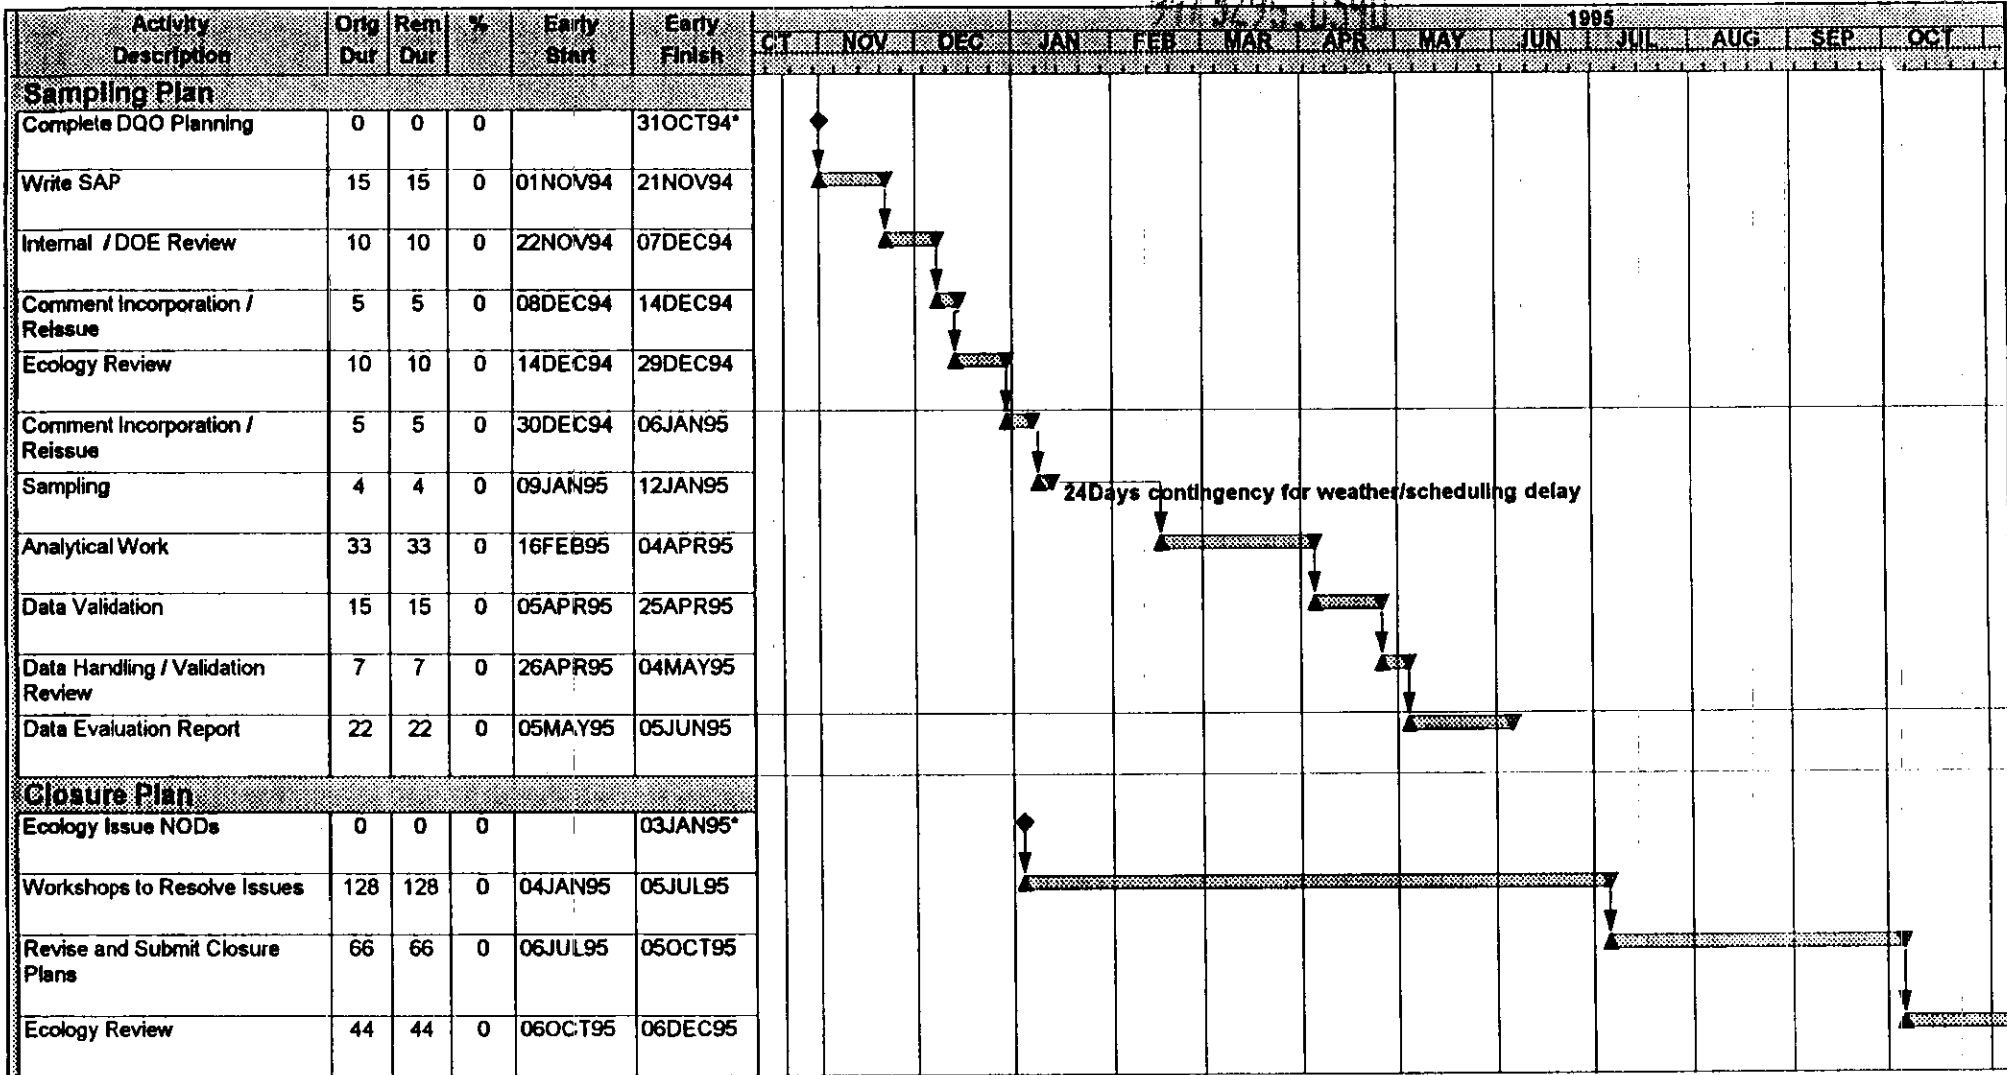 Activity Orig Rem % Early Early 1995
Description Dur Dur Start Finish CT NOV DEC JAN FEB MAR APR MAY JUN JUL AUG SEP OCT
Sampling Plan
Complete DQO Planning 0 0 0 31OCT94*
Write SAP 15 15 0 01NOV94 21NOV94
Internal / DOE Review 10 10 0 22NOV94 07DEC94
Comment Incorporation / 5 5 0 08DEC94 14DEC94
Reissue
Ecology Review 10 10 0 14DEC94 29DEC94
Comment Incorporation / 5 5 0 30DEC94 06JAN95
Reissue
Sampling 4 4 0 09JAN95 12JAN95
24Days contingency for weather/scheduling delay
Analytical Work 33 33 0 16FEB95 04APR95
Data Validation 15 15 0 05APR95 25APR95
Data Handling / Validation 7 7 0 26APR95 04MAY95
Review
Data Evaluation Report 22 22 0 05MAY95 05JUN95
Closure Plan
Ecology Issue NODs 0 0 0 03JAN95*
Workshops to Resolve Issues 128 128 0 04JAN95 05JUL95
Revise and Submit Closure 66 66 0 06JUL95 05OCT95
Plans
Ecology Review 44 44 0 06OCT95 06DEC95